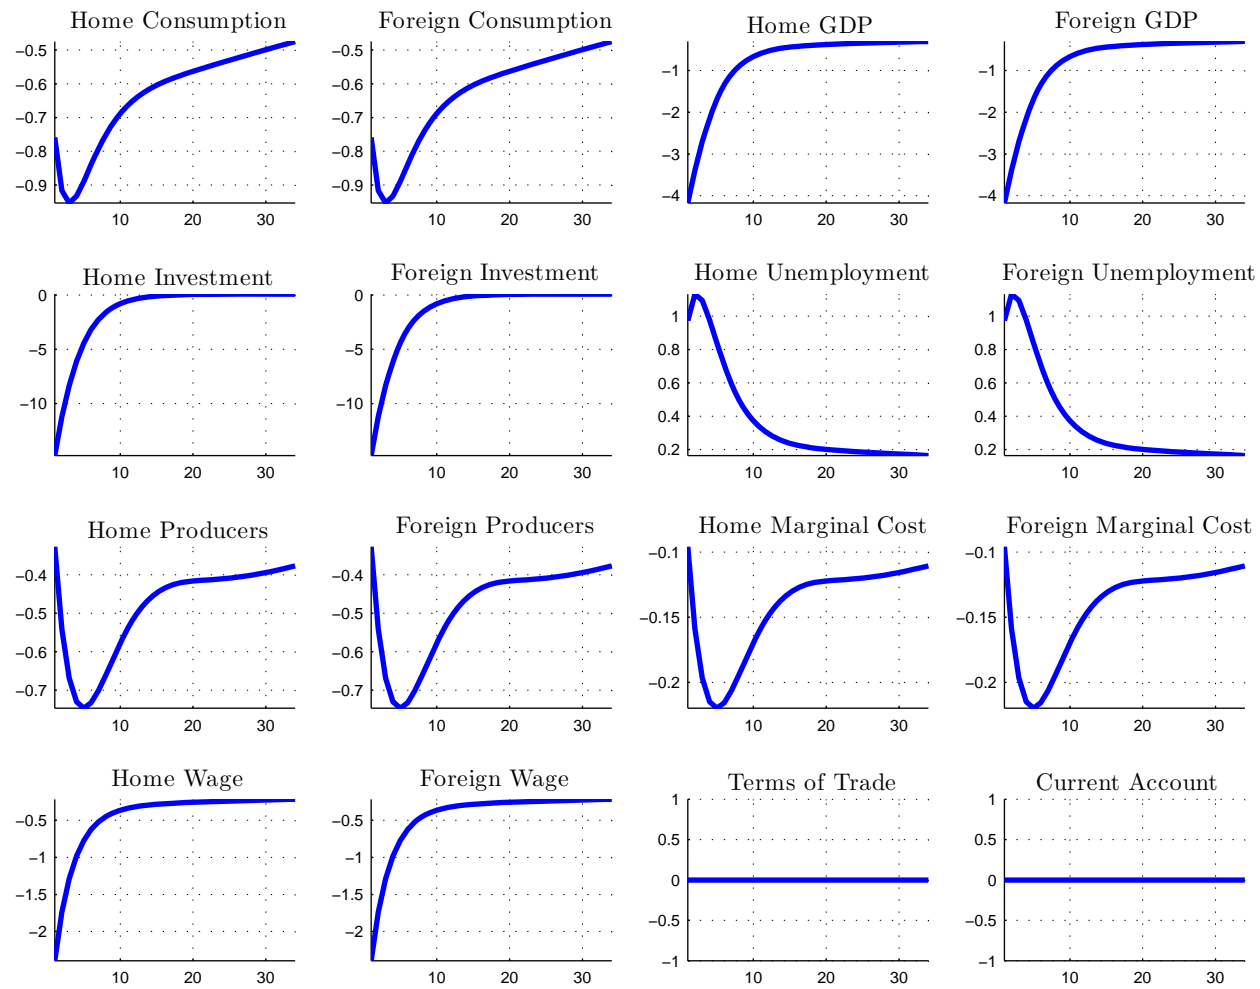 Home Consumption
Foreign Consumption
Home GDP
Foreign GDP
−0.5
−0.6
−0.7
−0.8
−0.9
10 20 30
−0.5
−0.6
−0.7
−0.8
−0.9
10 20 30
−1
−2
−3
−4
10 20 30
−1
−2
−3
−4
10 20 30
Home Investment
Foreign Investment
Home Unemployment
Foreign Unemployment
0
−5
−10
10 20 30
0
−5
−10
10 20 30
1
0.8
0.6
0.4
0.2
10 20 30
1
0.8
0.6
0.4
0.2
10 20 30
Home Producers
Foreign Producers
Home Marginal Cost
Foreign Marginal Cost
−0.4
−0.5
−0.6
−0.7
10 20 30
−0.4
−0.5
−0.6
−0.7
10 20 30
−0.1
−0.15
−0.2
10 20 30
−0.1
−0.15
−0.2
10 20 30
Home Wage
Foreign Wage
Terms of Trade
Current Account
−0.5
−1
−1.5
−2
10 20 30
−0.5
−1
−1.5
−2
10 20 30
1
0.5
0
−0.5
−1
10 20 30
1
0.5
0
−0.5
−1
10 20 30